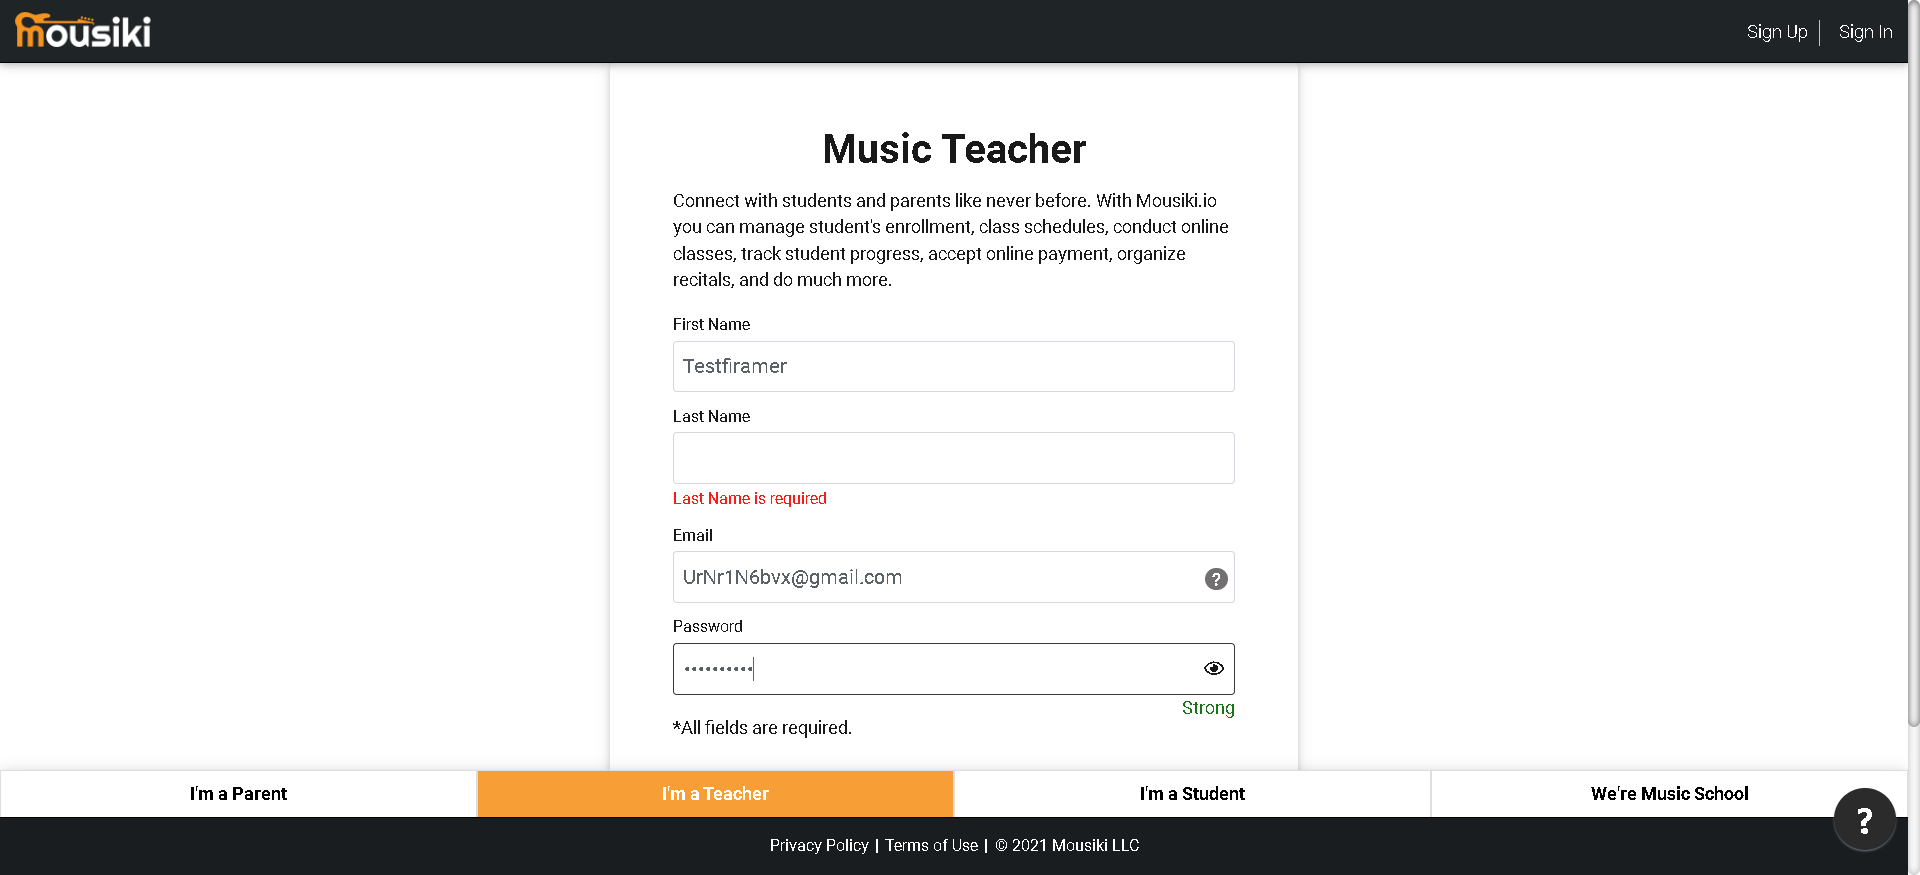 mousiki
Sign Up
Sign In
Music Teacher
Connect with students and parents like never before. With Mousiki.io
you can manage student's enrollment, class schedules, conduct online
classes, track student progress, accept online payment, organize
recitals, and do much more.
First Name
Testfiramer
Last Name
Last Name is required
Email
UrNr1N6bvx@gmail.com
?
Password
••••••••••
Strong
*All fields are required.
I'm a Parent
I'm a Teacher
I'm a Student
We're Music School
?
Privacy Policy | Terms of Use | © 2021 Mousiki LLC